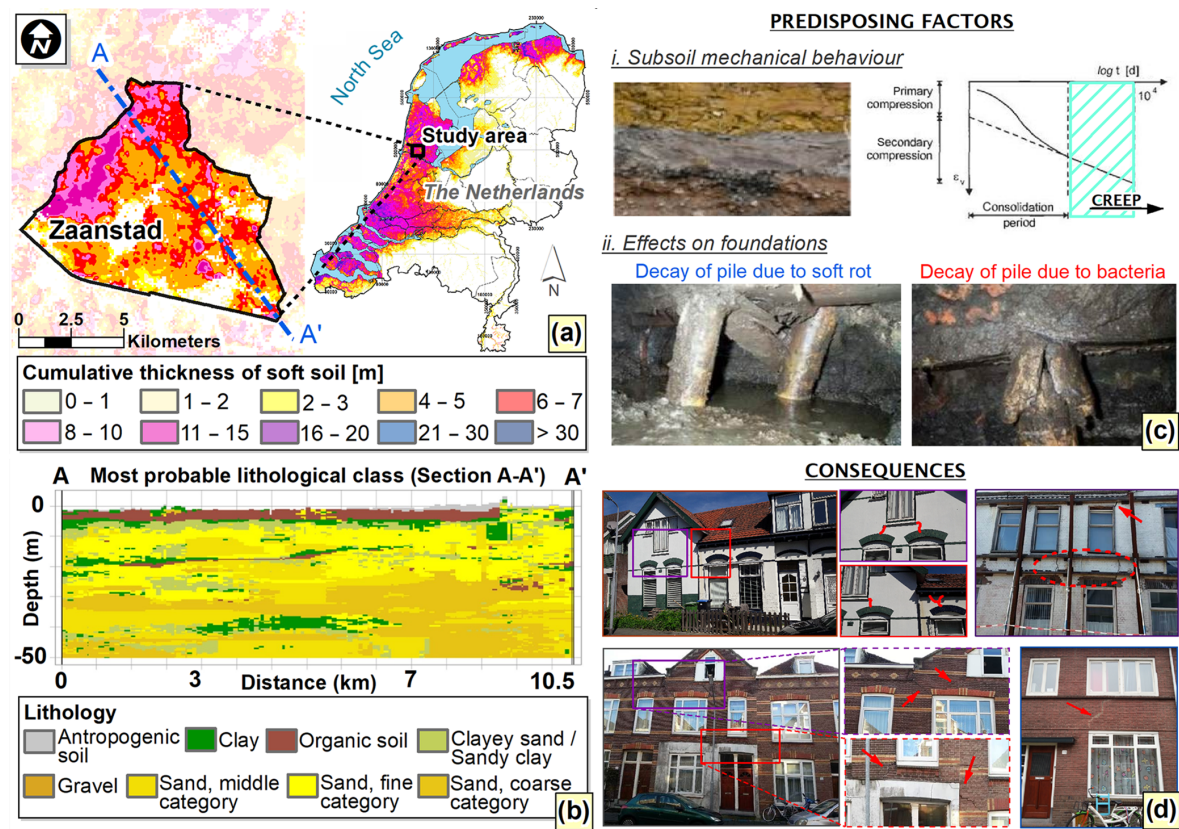 N
A
North Sea
Study area
The Netherlands
Zaanstad
N
0 2.5 5
Kilometers
A'
(a)
Cumulative thickness of soft soil [m]
0 – 1
1 – 2
2 – 3
4 – 5
6 – 7
8 – 10
11 – 15
16 – 20
21 – 30
> 30
A Most probable lithological class (Section A-A') A'
0
Depth (m)
-50
0 3 7 10.5
Distance (km)
Lithology
Antropogenic
soil
Clay
Organic soil
Clayey sand /
Sandy clay
Gravel
Sand, middle
category
Sand, fine
category
Sand, coarse
category
(b)
PREDISPOSING FACTORS
i. Subsoil mechanical behaviour
log t [d]
10⁴
Primary
compression
Secondary
compression
εv
CREEP
Consolidation
period
ii. Effects on foundations
Decay of pile due to soft rot
Decay of pile due to bacteria
(c)
CONSEQUENCES
(d)